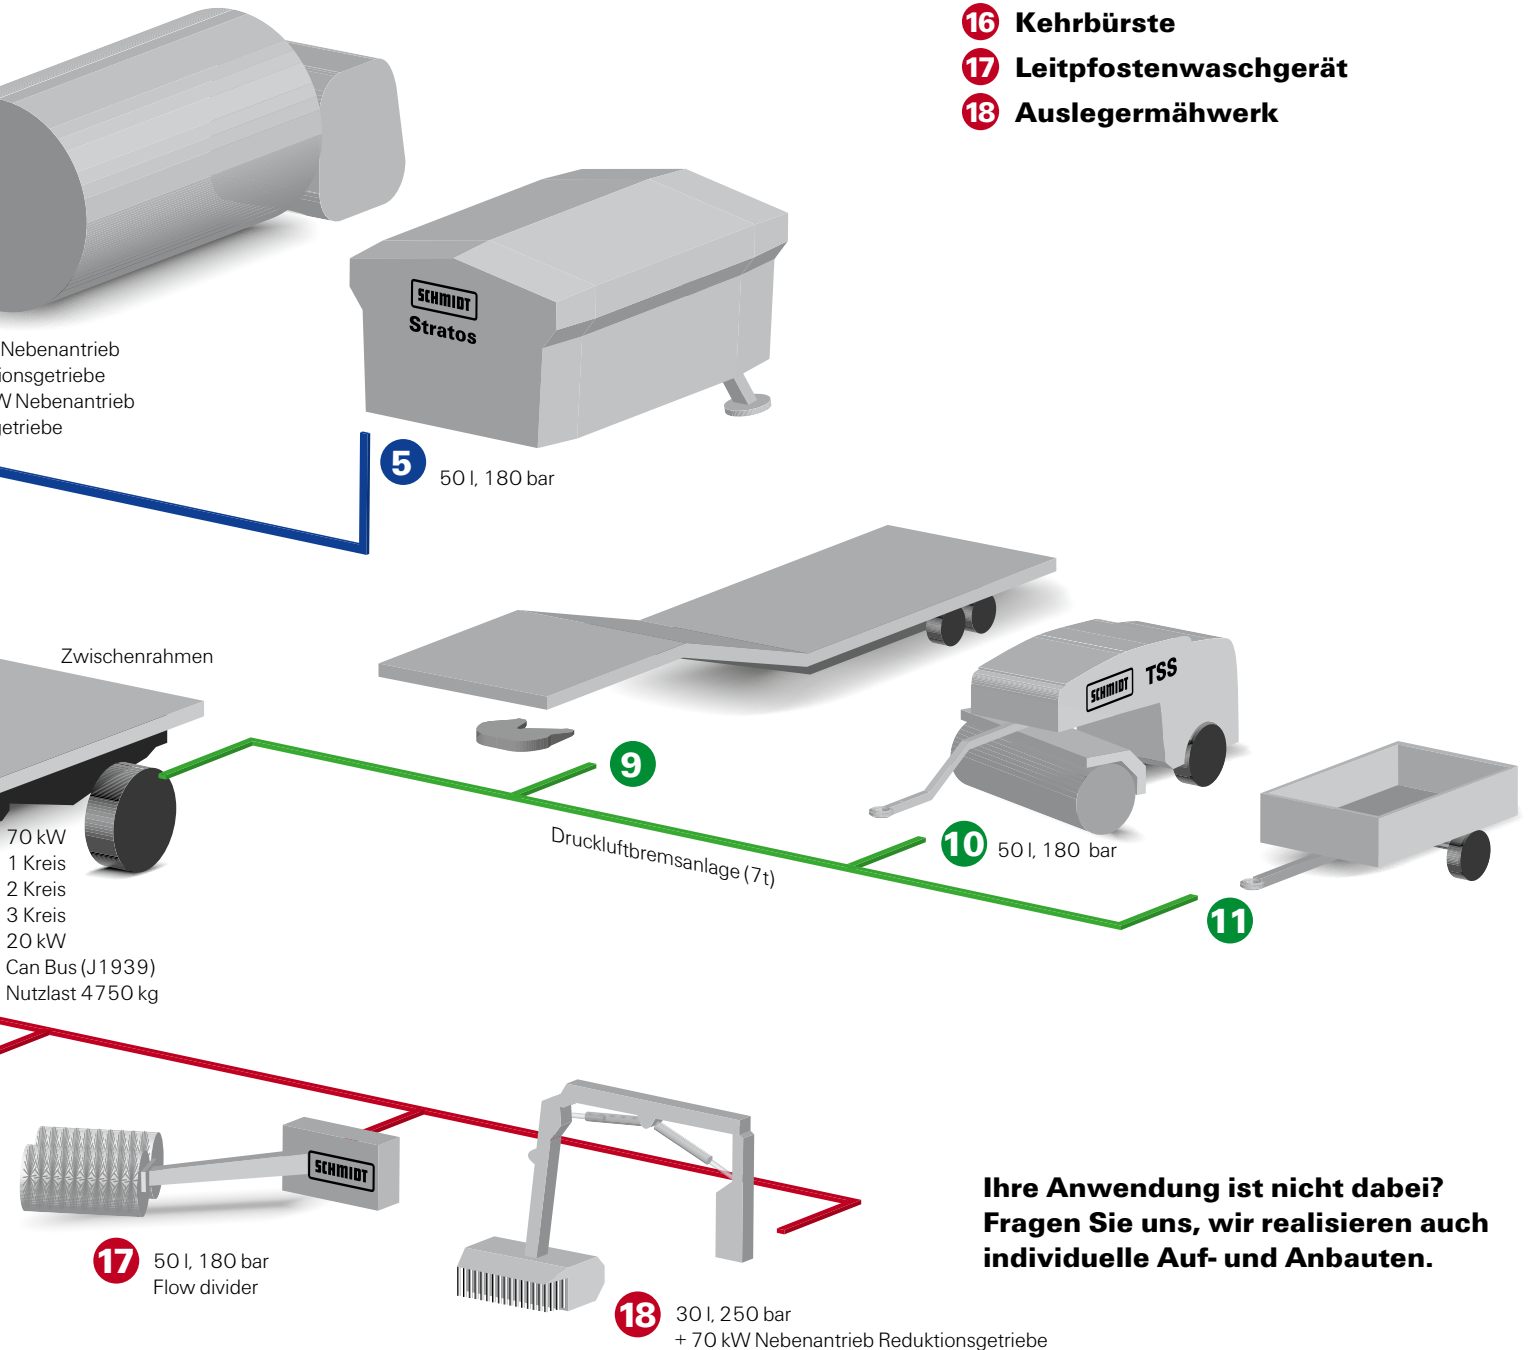 16 Kehrbürste
17 Leitpfostenwaschgerät
18 Auslegermähwerk
SCHMIDT
Stratos
Nebenantrieb
ionsgetriebe
W Nebenantrieb
getriebe
5 50 l, 180 bar
Zwischenrahmen
SCHMIDT TSS
9
Druckluftbremsanlage (7t)
10 50 l, 180 bar
11
70 kW
1 Kreis
2 Kreis
3 Kreis
20 kW
Can Bus (J1939)
Nutzlast 4750 kg
SCHMIDT
17 50 l, 180 bar
Flow divider
18 30 l, 250 bar
+ 70 kW Nebenantrieb Reduktionsgetriebe
Ihre Anwendung ist nicht dabei?
Fragen Sie uns, wir realisieren auch
individuelle Auf- und Anbauten.